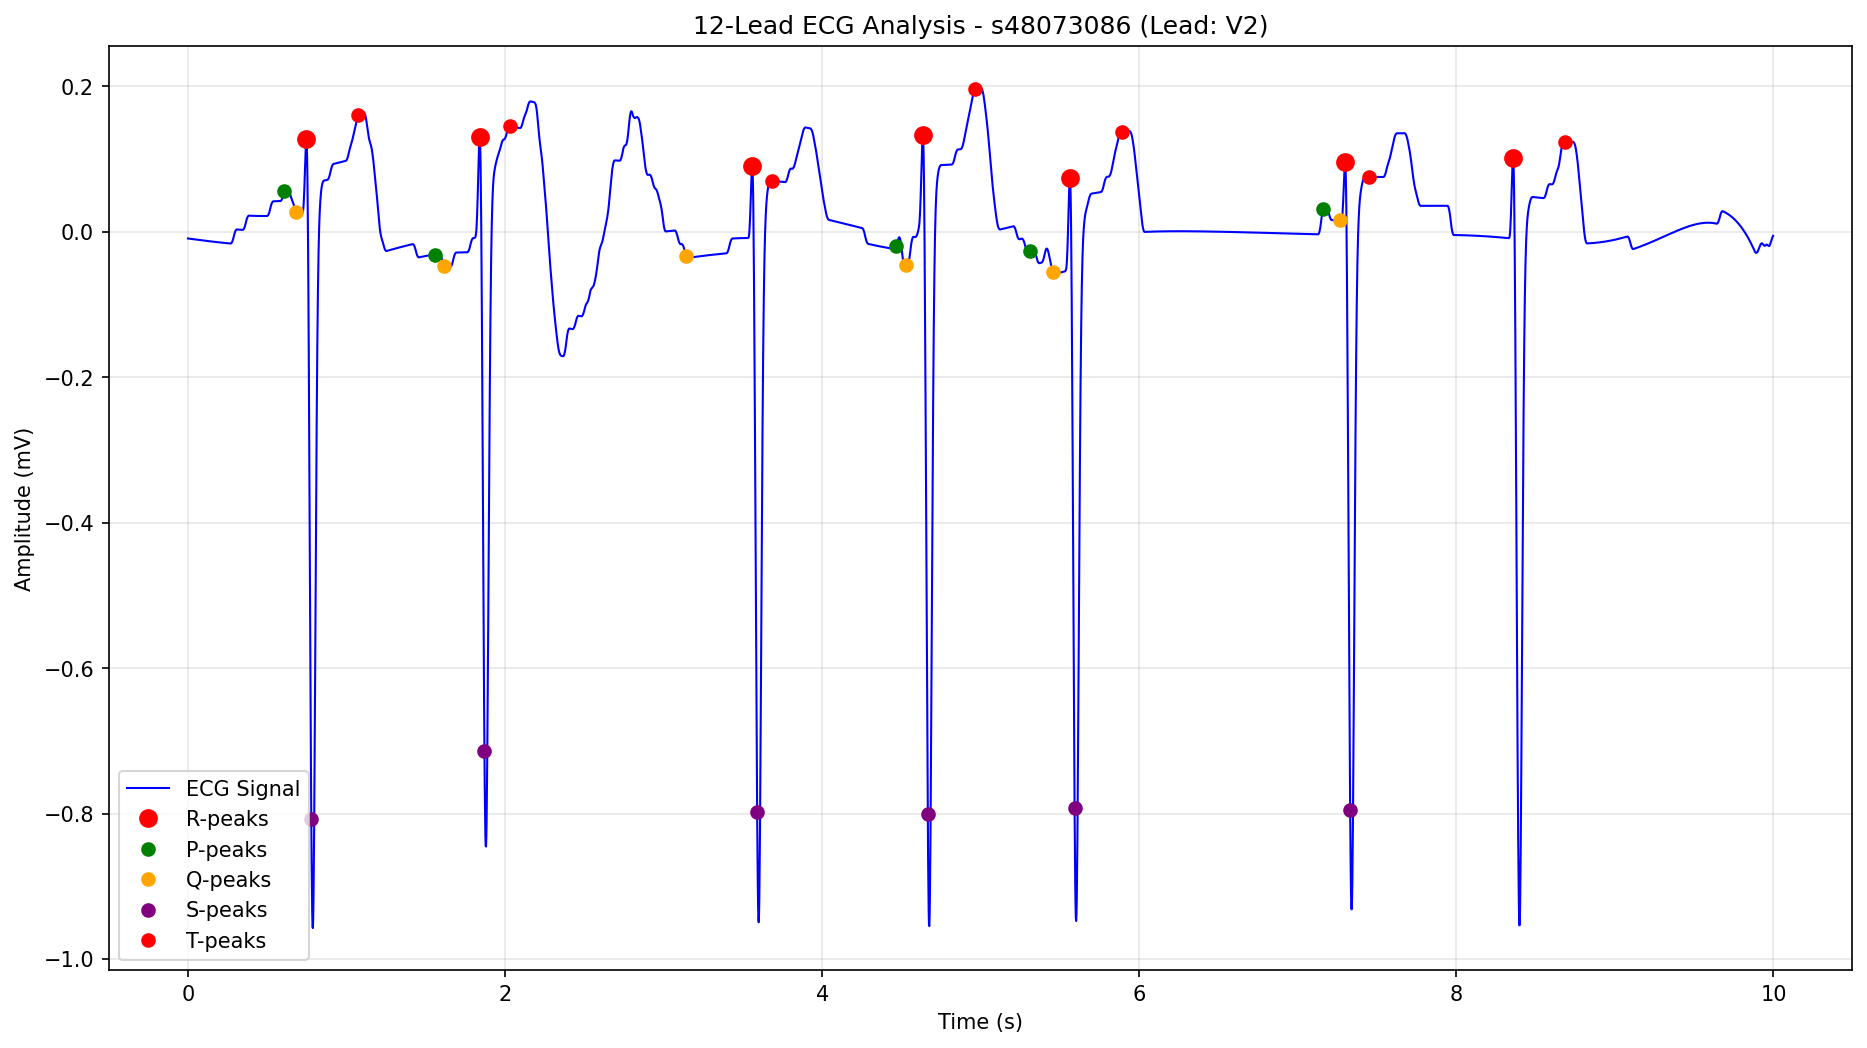 12-Lead ECG Analysis - s48073086 (Lead: V2)
0.2
0.0
−0.2
−0.4
−0.6
−0.8
−1.0
Amplitude (mV)
ECG Signal
R-peaks
P-peaks
Q-peaks
S-peaks
T-peaks
0 2 4 6 8 10
Time (s)